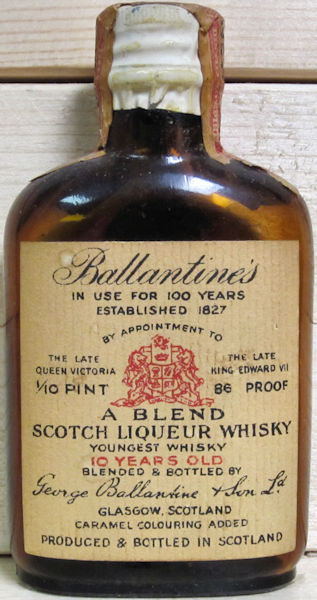 Ballantine's
IN USE FOR 100 YEARS
ESTABLISHED 1827
BY APPOINTMENT TO
THE LATE QUEEN VICTORIA
THE LATE KING EDWARD VII
1/10 PINT 86 PROOF
A BLEND
SCOTCH LIQUEUR WHISKY
YOUNGEST WHISKY
10 YEARS OLD
BLENDED & BOTTLED BY
George Ballantine & Son Ld
GLASGOW, SCOTLAND
CARAMEL COLOURING ADDED
PRODUCED & BOTTLED IN SCOTLAND